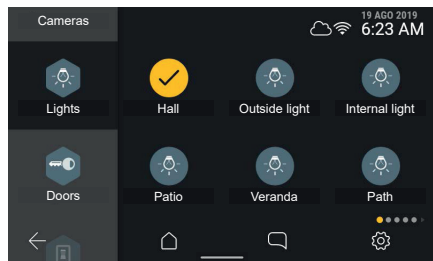 Cameras
19 AGO 2019
6:23 AM
Lights
Hall
Outside light
Internal light
Doors
Patio
Veranda
Path